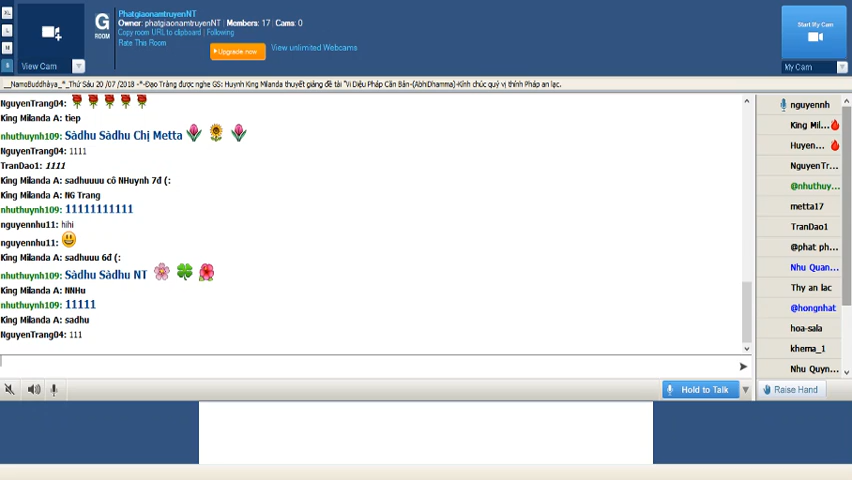 XL
L
M
S
View Cam
G
ROOM
PhatgiaonamtruyenNT
Owner: phatgiaonamtruyenNT | Members: 17 | Cams: 0
Copy room URL to clipboard | Following
Rate This Room
Upgrade now
View unlimited Webcams
Start My Cam
My Cam
__NamoBuddhàya_*_Thứ Sáu 20 /07 /2018 -*-Đạo Tràng được nghe GS: Huynh King Milanda thuyết giảng đề tài "Vi Diệu Pháp Căn Bản-(AbhiDhamma)-Kính chúc quý vị thính Pháp an lạc.
NguyenTrang04:
King Milanda A: tiep
nhuthuynh109: Sàdhu Sàdhu Chị Metta
NguyenTrang04: 1111
TranDao1: 1111
King Milanda A: sadhuuuu cô NHuynh 7đ (:
King Milanda A: NG Trang
nhuthuynh109: 11111111111
nguyennhu11: hihi
nguyennhu11:
King Milanda A: sadhuuu 6đ (:
nhuthuynh109: Sàdhu Sàdhu NT
King Milanda A: NNHu
nhuthuynh109: 11111
King Milanda A: sadhu
NguyenTrang04: 111
nguyennh
King Mil...
Huyen...
NguyenTr...
@nhuthuy...
metta17
TranDao1
@phat ph...
Nhu Quan...
Thy an lac
@hongnhat
hoa-sala
khema_1
Nhu Quyn...
Hold to Talk
Raise Hand